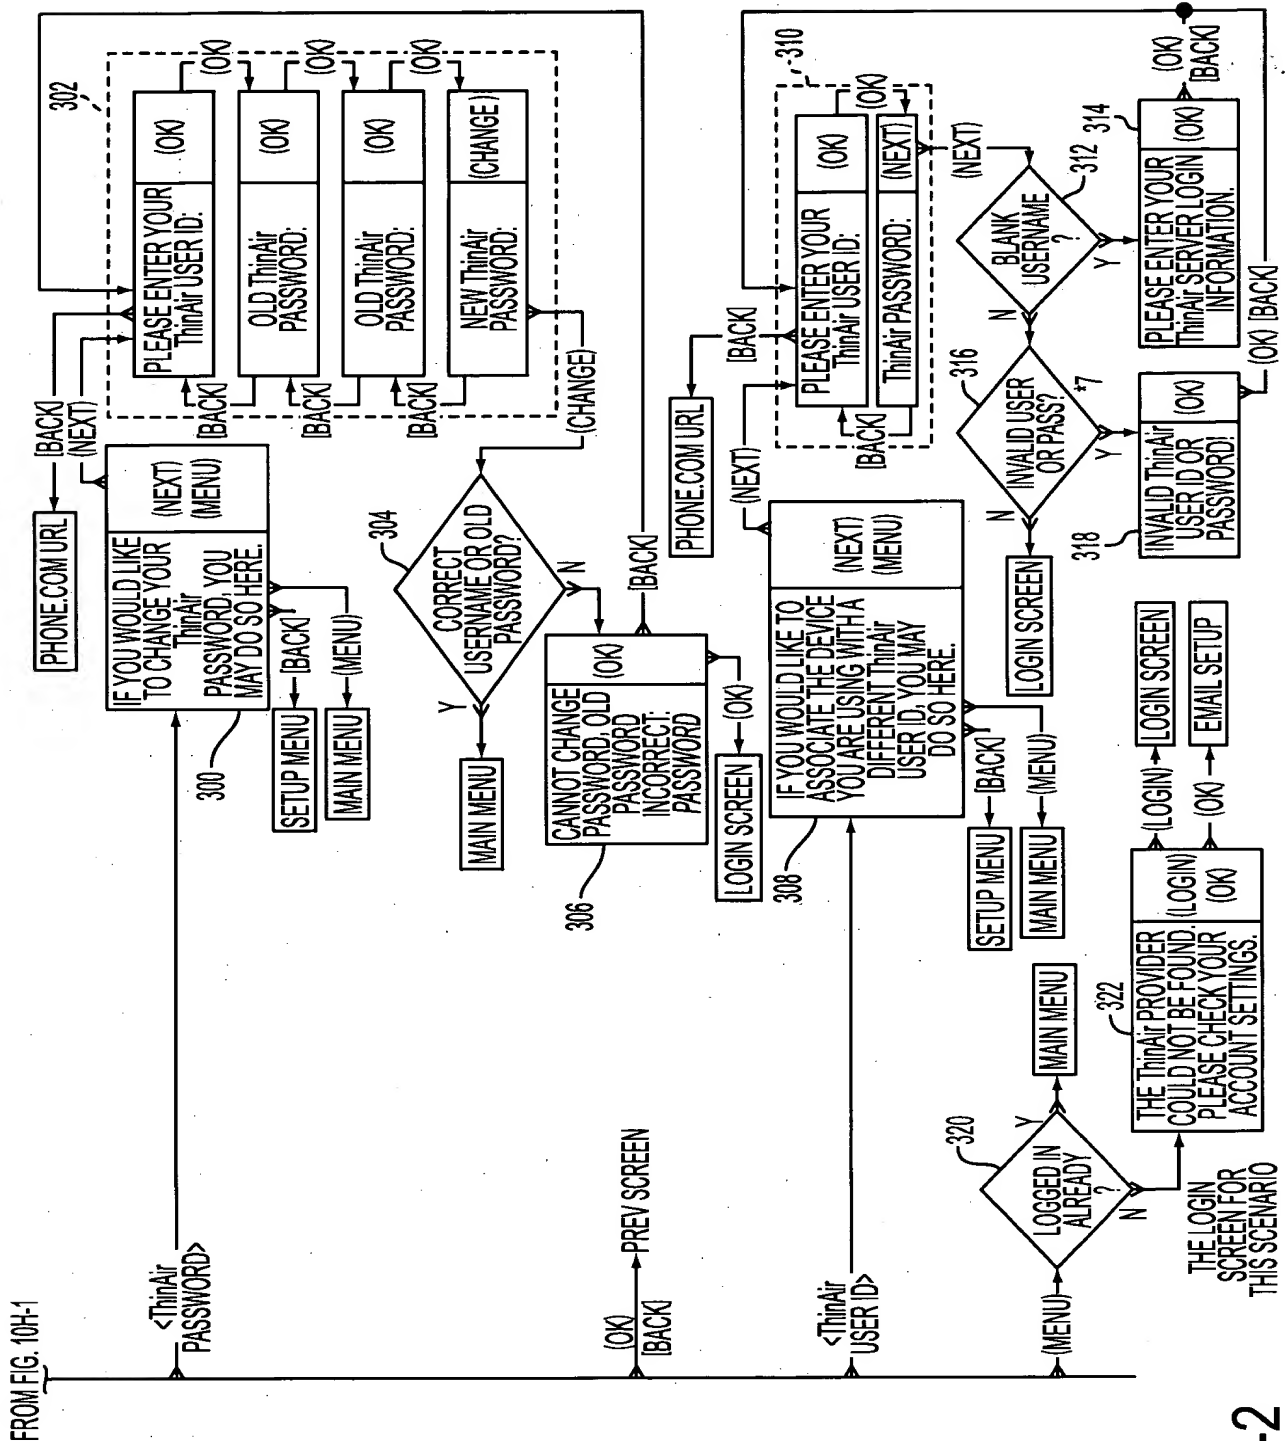 FROM FIG. 10H-1
<ThinAir
PASSWORD>
300
IF YOU WOULD LIKE
TO CHANGE YOUR
ThinAir
PASSWORD, YOU
MAY DO SO HERE.
(NEXT)
(MENU)
[BACK]
SETUP MENU
(MENU)
MAIN MENU
PHONE.COM URL
[BACK]
(NEXT)
302
PLEASE ENTER YOUR
ThinAir USER ID:
(OK)
(OK)
[BACK]
OLD ThinAir
PASSWORD:
(OK)
(OK)
[BACK]
OLD ThinAir
PASSWORD:
(OK)
(OK)
[BACK]
NEW ThinAir
PASSWORD:
(CHANGE)
(CHANGE)
304
CORRECT
USERNAME OR OLD
PASSWORD?
Y
MAIN MENU
N
306
CANNOT CHANGE
PASSWORD, OLD
PASSWORD
INCORRECT:
PASSWORD
(OK)
[BACK]
(OK)
LOGIN SCREEN
(OK)
[BACK]
PREV SCREEN
<ThinAir
USER ID>
308
IF YOU WOULD LIKE TO
ASSOCIATE THE DEVICE
YOU ARE USING WITH A
DIFFERENT ThinAir
USER ID, YOU MAY
DO SO HERE.
(NEXT)
(MENU)
[BACK]
SETUP MENU
(MENU)
MAIN MENU
PHONE.COM URL
[BACK]
(NEXT)
310
PLEASE ENTER YOUR
ThinAir USER ID:
(OK)
(OK)
[BACK]
ThinAir PASSWORD:
(NEXT)
(NEXT)
312
BLANK
USERNAME
?
Y
N
314
PLEASE ENTER YOUR
ThinAir SERVER LOGIN
INFORMATION.
(OK)
(OK)
[BACK]
316
INVALID USER
OR PASS?
*7
Y
N
LOGIN SCREEN
318
INVALID ThinAir
USER ID OR
PASSWORD!
(OK)
(OK) [BACK]
(MENU)
320
LOGGED IN
ALREADY
?
Y
MAIN MENU
N
THE LOGIN
SCREEN FOR
THIS SCENARIO
322
THE ThinAir PROVIDER
COULD NOT BE FOUND.
PLEASE CHECK YOUR
ACCOUNT SETTINGS.
(LOGIN)
(OK)
(LOGIN)
LOGIN SCREEN
(OK)
EMAIL SETUP
-2